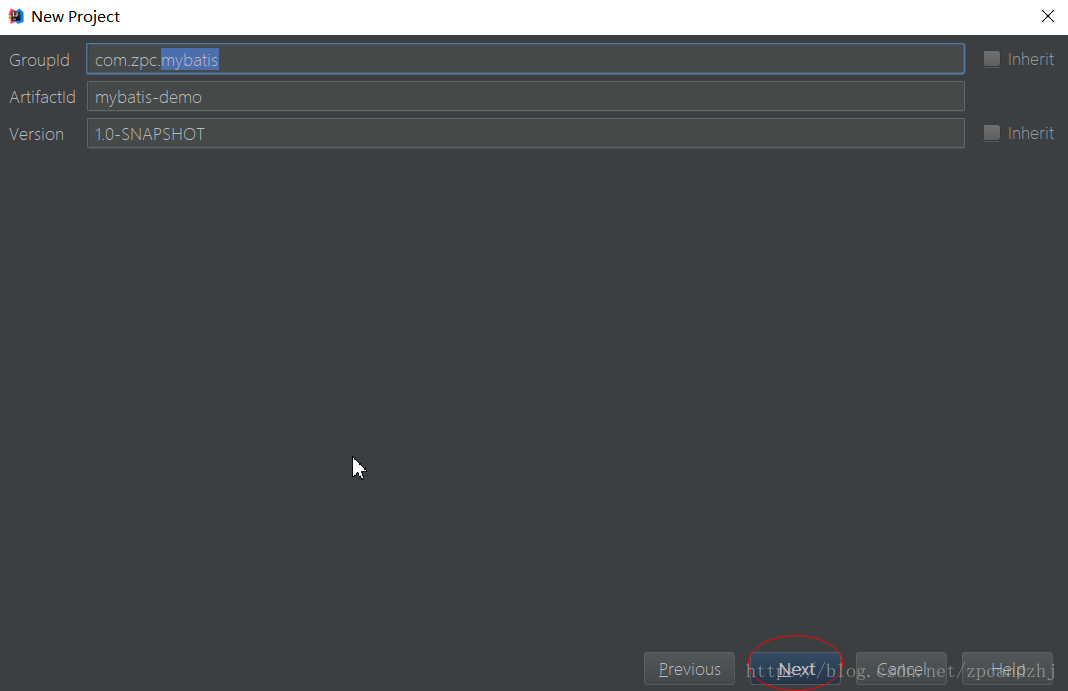 New Project
GroupId com.zpc.mybatis Inherit
ArtifactId mybatis-demo
Version 1.0-SNAPSHOT Inherit
Previous Next Cancel Help
https://blog.csdn.net/zpcandzhj